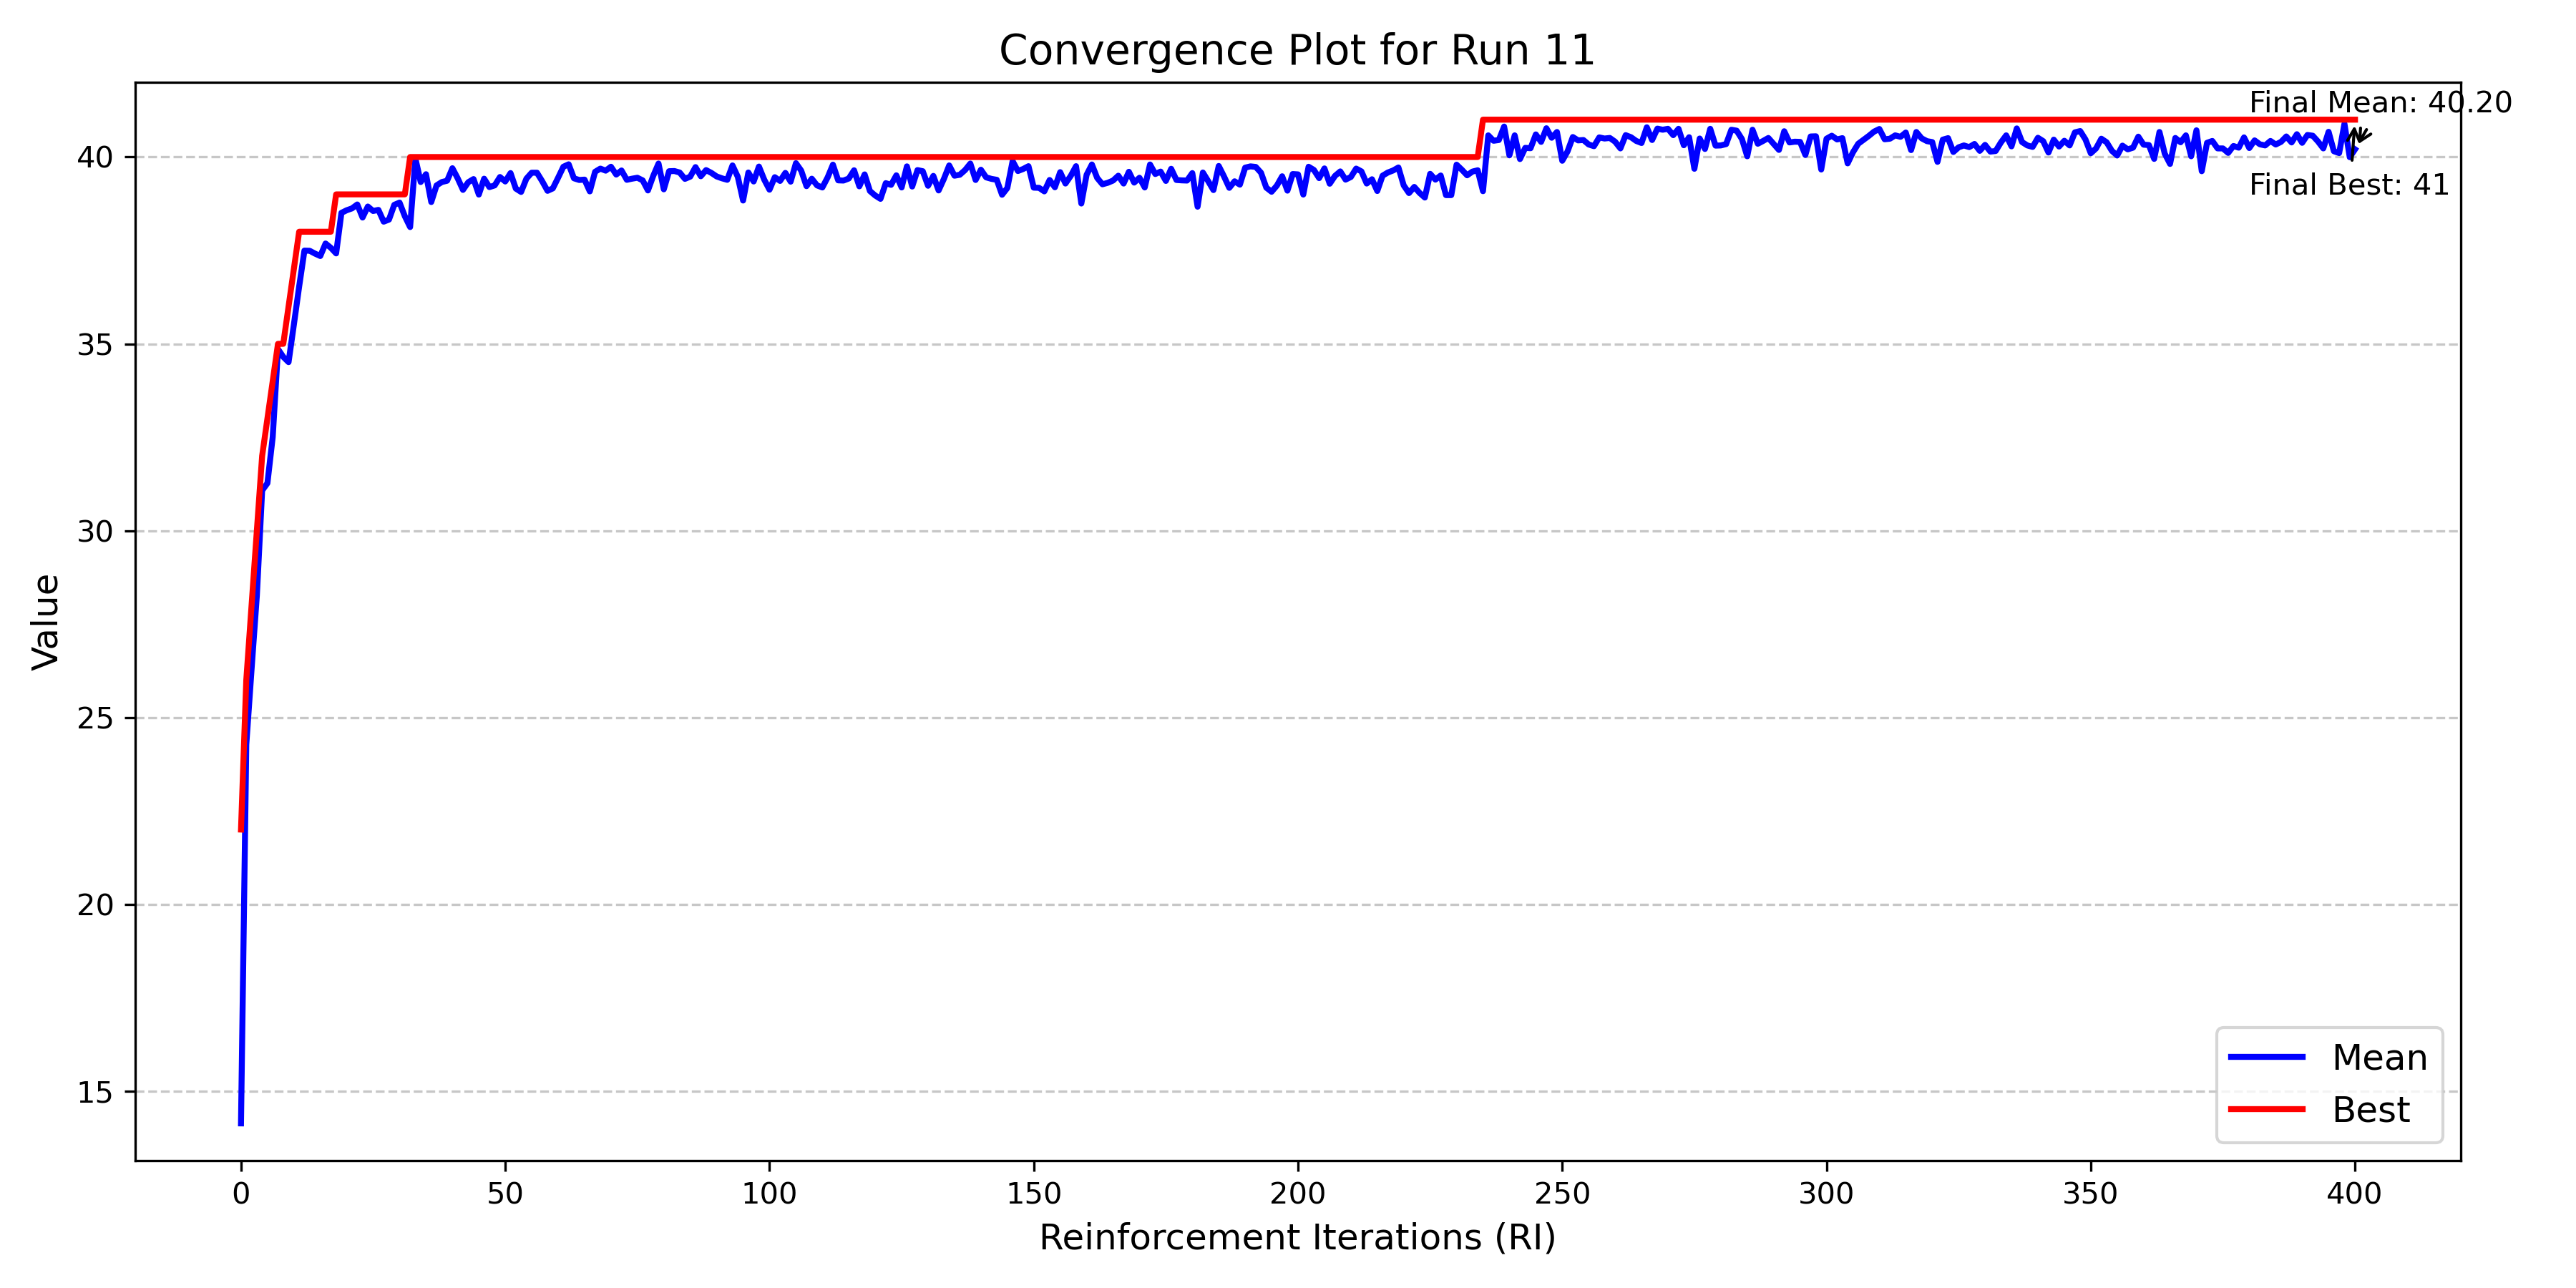 Convergence Plot for Run 11
Final Mean: 40.20
Final Best: 41
40
35
30
25
20
15
Value
0 50 100 150 200 250 300 350 400
Reinforcement Iterations (RI)
Mean
Best